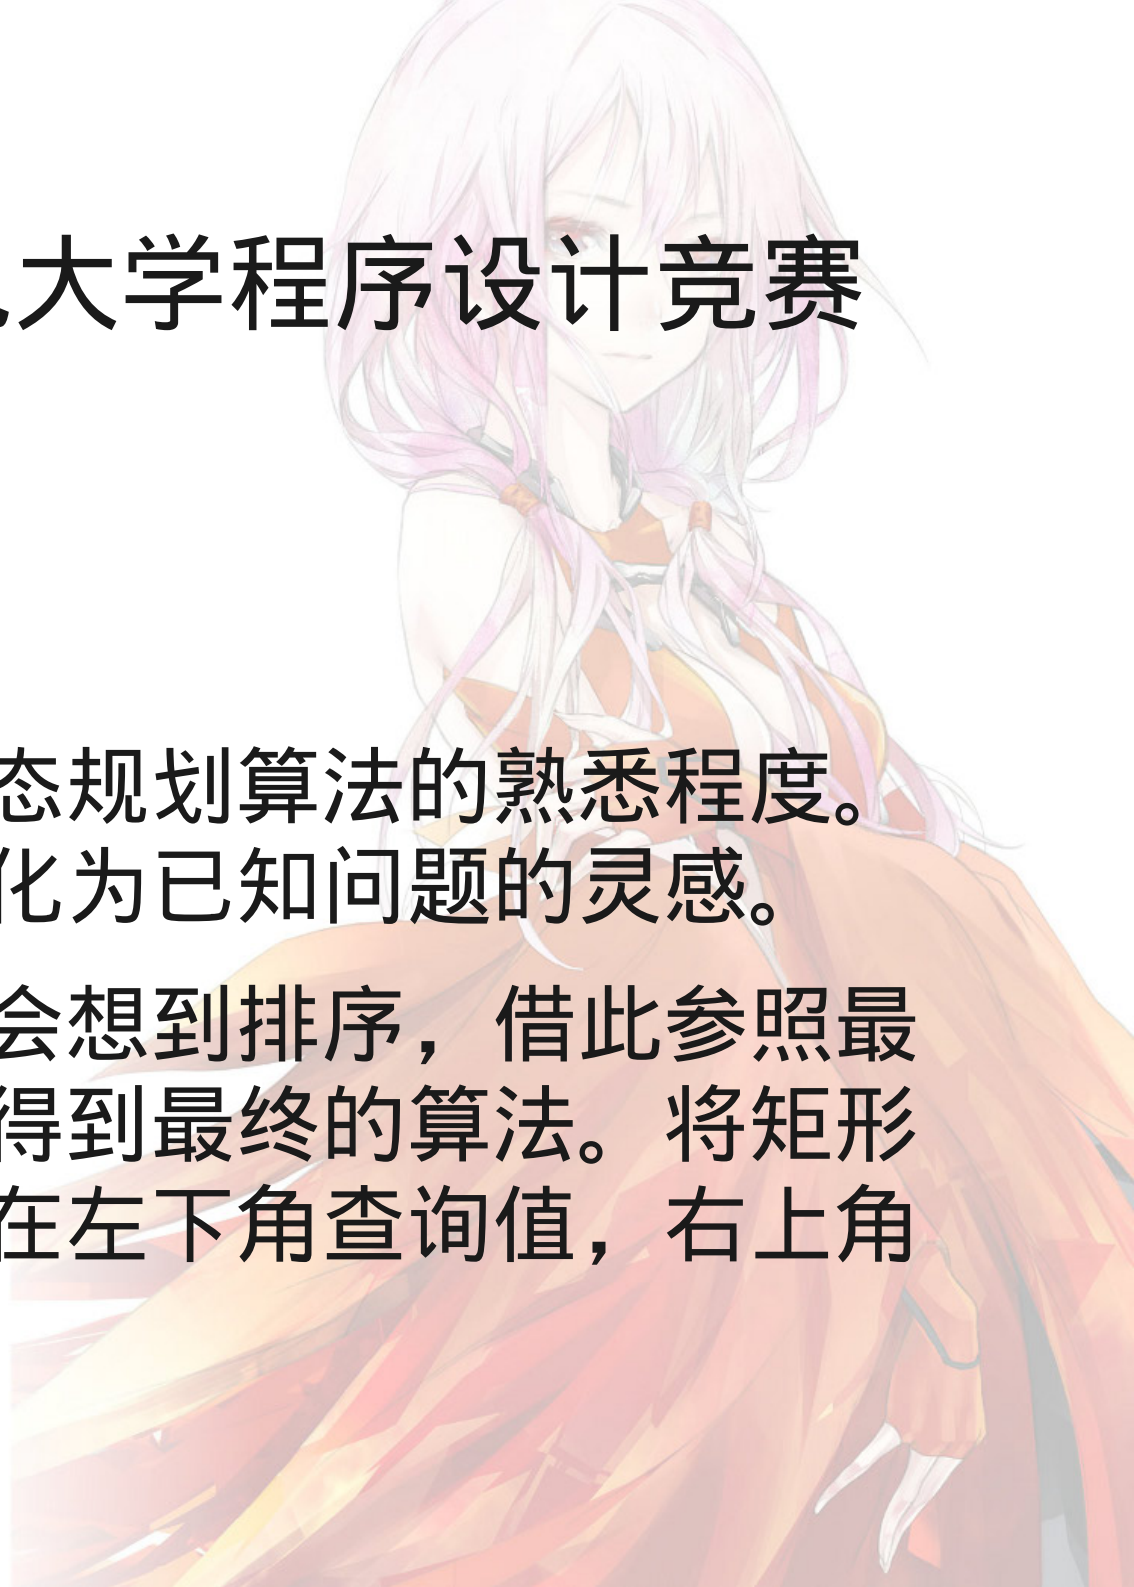 大学程序设计竞赛
态规划算法的熟悉程度。
化为已知问题的灵感。
会想到排序，借此参照最
得到最终的算法。将矩形
在左下角查询值，右上角